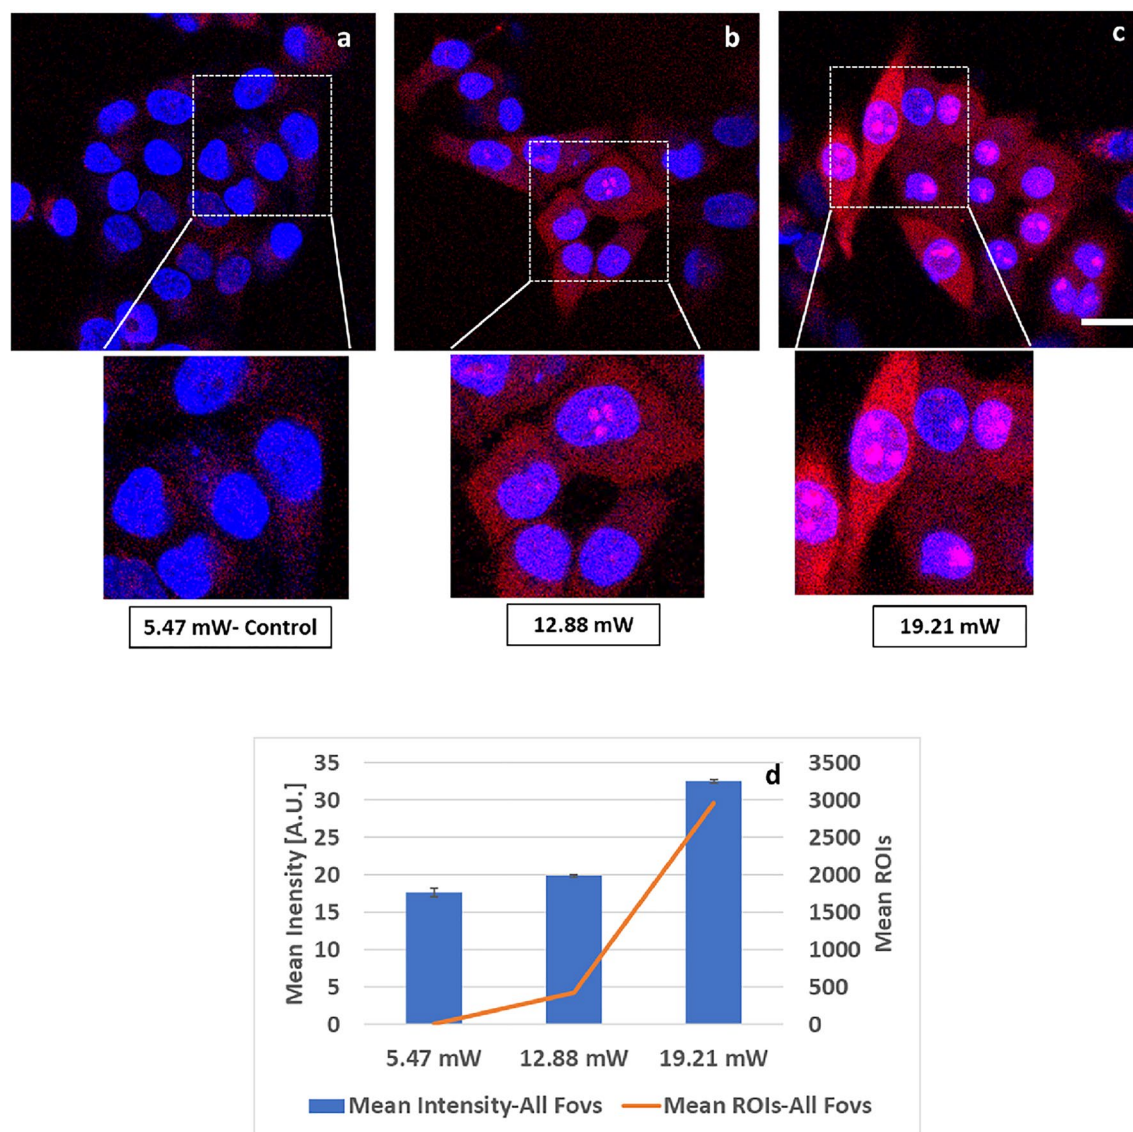 a
b
c
5.47 mW- Control
12.88 mW
19.21 mW
d
Mean Inensity [A.U.]
35
30
25
20
15
10
5
0
3500
3000
2500
2000
1500
1000
500
0
Mean ROIs
5.47 mW
12.88 mW
19.21 mW
Mean Intensity-All Fovs
Mean ROIs-All Fovs